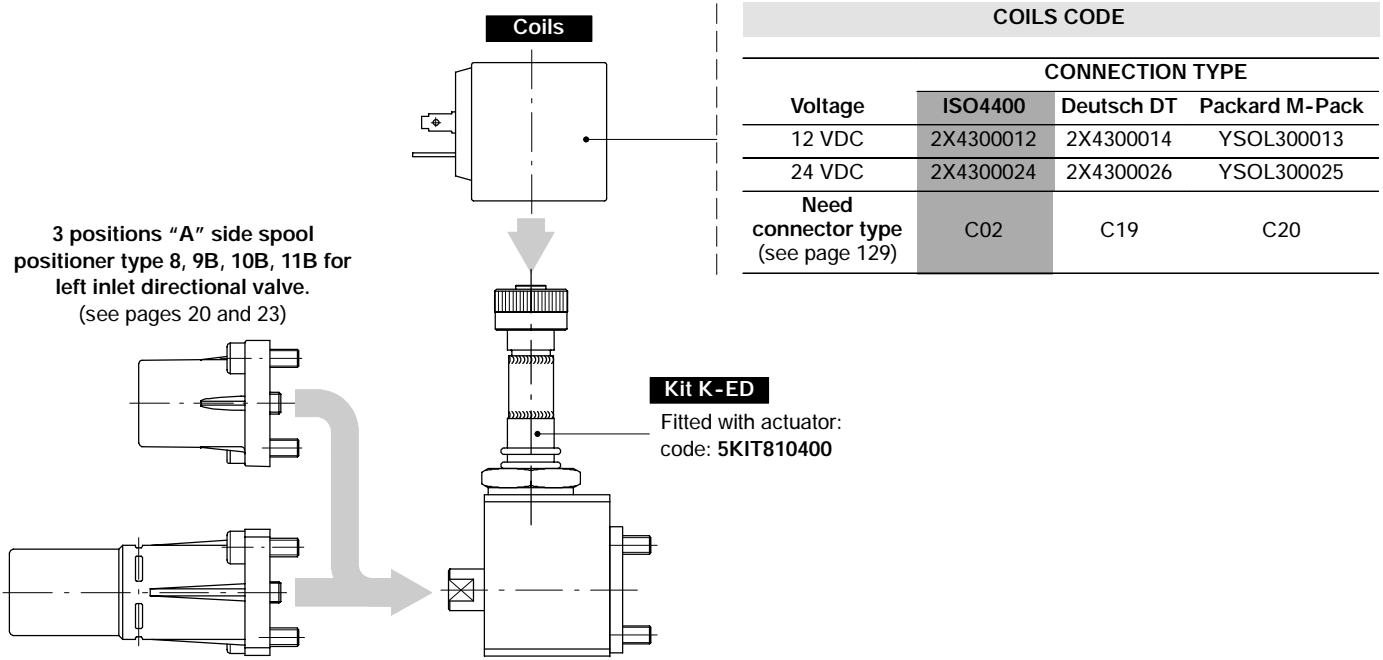 Coils
COILS CODE
CONNECTION TYPE
Voltage ISO4400 Deutsch DT Packard M-Pack
12 VDC 2X4300012 2X4300014 YSOL300013
24 VDC 2X4300024 2X4300026 YSOL300025
Need
connector type
(see page 129)
C02 C19 C20
3 positions “A” side spool
positioner type 8, 9B, 10B, 11B for
left inlet directional valve.
(see pages 20 and 23)
Kit K-ED
Fitted with actuator:
code: 5KIT810400